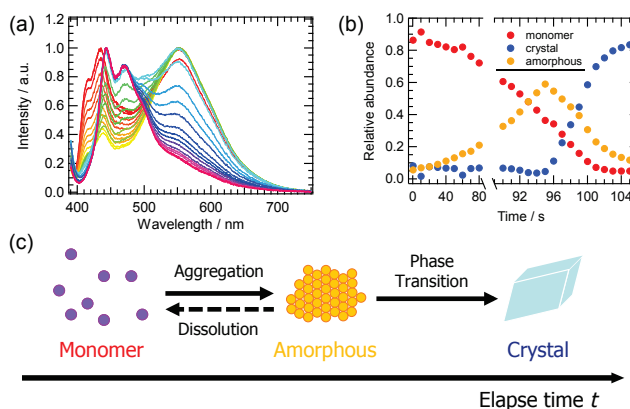 (a)
Intensity / a.u.
1.0
0.8
0.6
0.4
0.2
0.0
400 500 600 700
Wavelength / nm
(b)
Relative abundance
1.0
0.8
0.6
0.4
0.2
0.0
monomer
crystal
amorphous
0 20 40 60 80 92 96 100 104
Time / s
(c)
Aggregation
Dissolution
Phase
Transition
Monomer
Amorphous
Crystal
Elapse time t